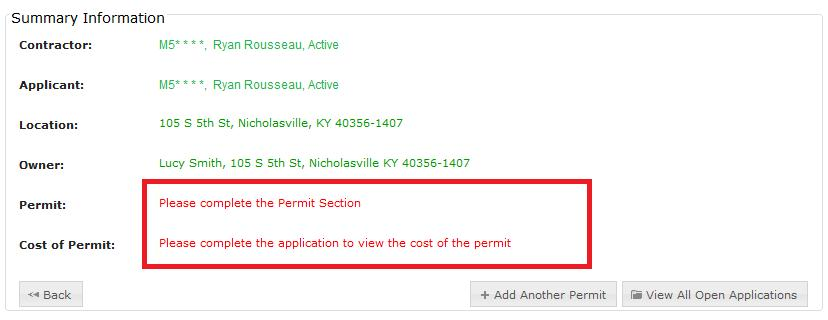 Summary Information
Contractor: M5* * * *, Ryan Rousseau, Active
Applicant: M5* * * *, Ryan Rousseau, Active
Location: 105 S 5th St, Nicholasville, KY 40356-1407
Owner: Lucy Smith, 105 S 5th St, Nicholasville KY 40356-1407
Permit: Please complete the Permit Section
Cost of Permit: Please complete the application to view the cost of the permit
Back Add Another Permit View All Open Applications